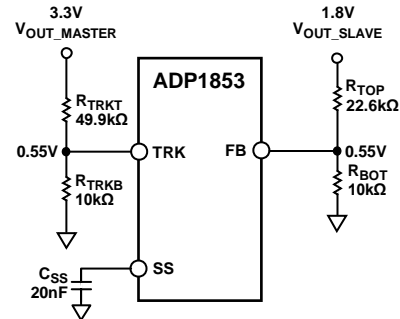 3.3V
VOUT_MASTER
1.8V
VOUT_SLAVE
ADP1853
RTRKT
49.9kΩ
RTOP
22.6kΩ
0.55V
TRK
FB
0.55V
RTRKB
10kΩ
RBOT
10kΩ
CSS
20nF
SS